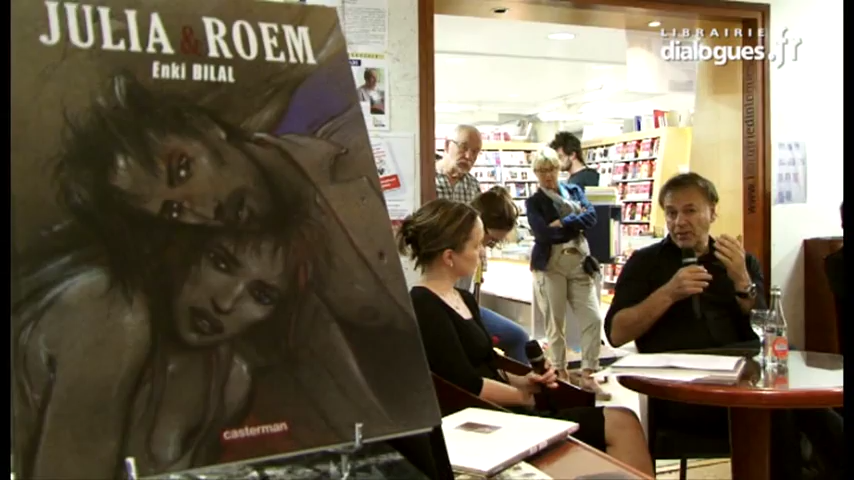 JULIA & ROEM
Enki BILAL
casterman
LIBRAIRIE
dialogues.fr